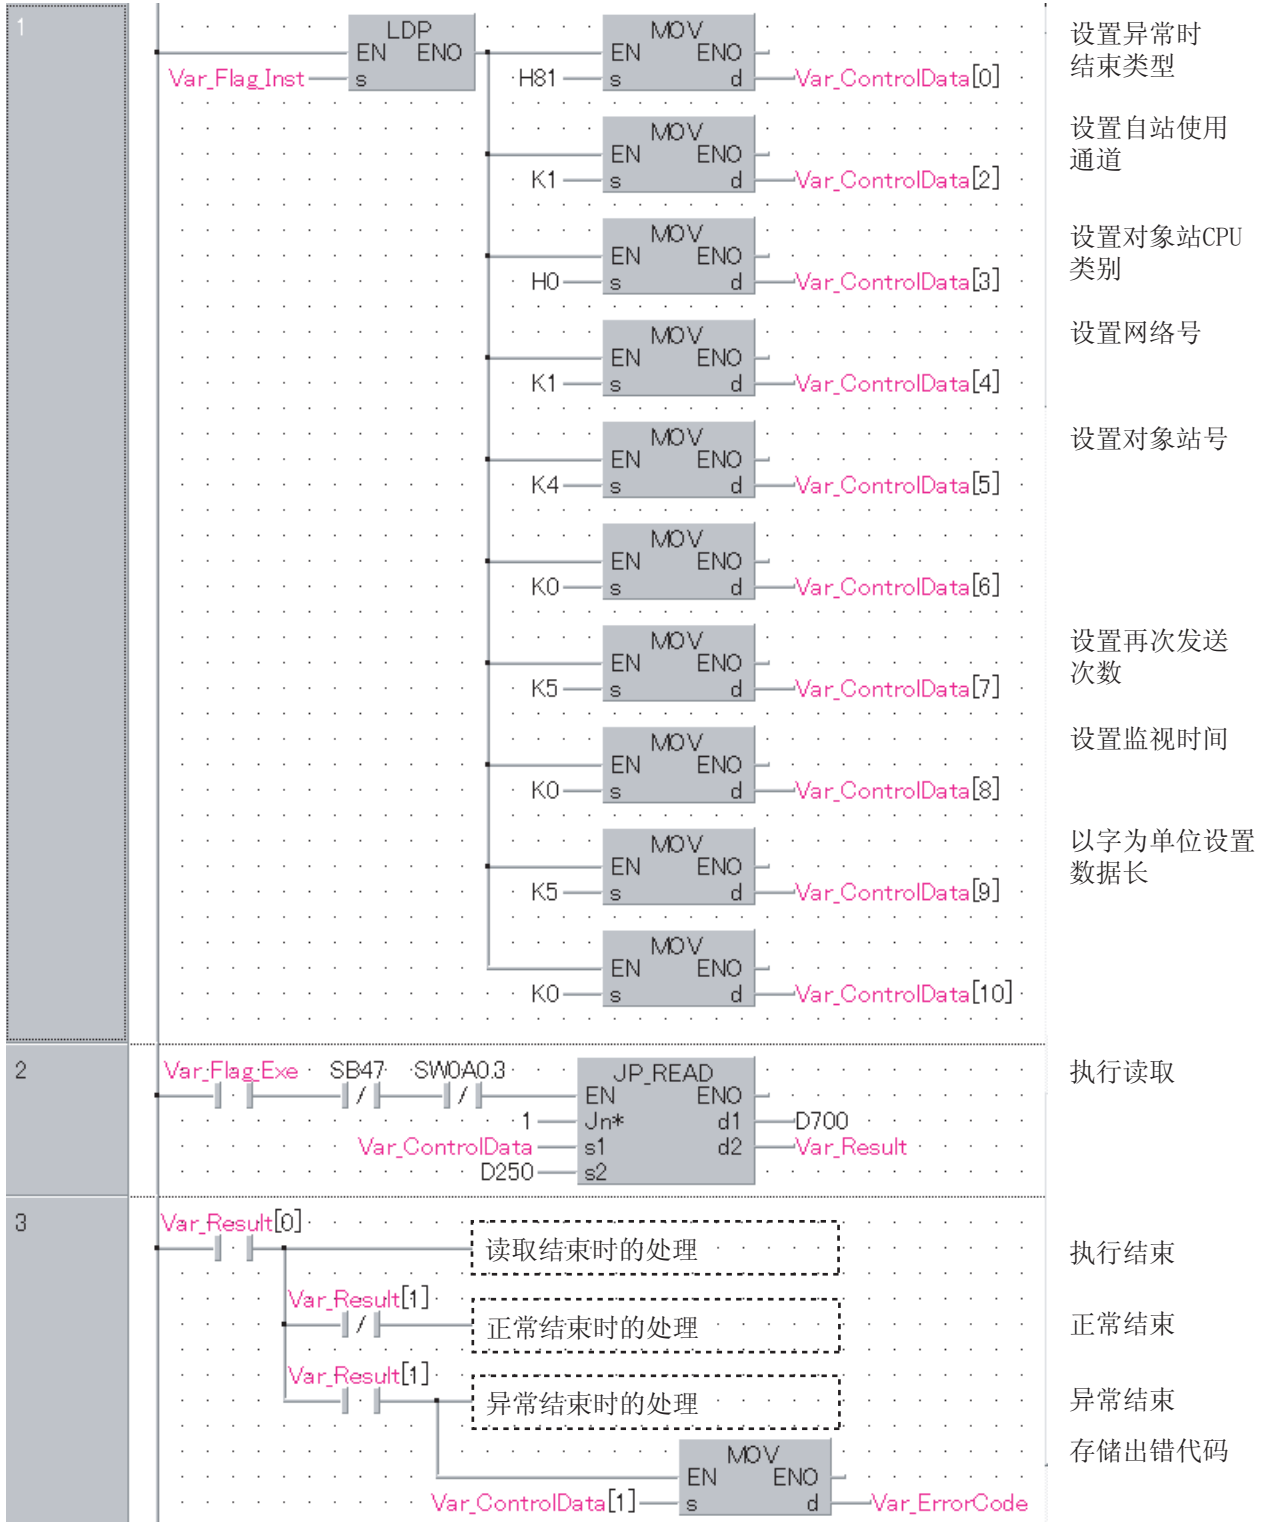 1
LDP
EN ENO
Var_Flag_Inst s
MOV
EN ENO
H81 s d Var_ControlData[0]
设置异常时
结束类型
MOV
EN ENO
K1 s d Var_ControlData[2]
设置自站使用
通道
MOV
EN ENO
H0 s d Var_ControlData[3]
设置对象站CPU
类别
MOV
EN ENO
K1 s d Var_ControlData[4]
设置网络号
MOV
EN ENO
K4 s d Var_ControlData[5]
设置对象站号
MOV
EN ENO
K0 s d Var_ControlData[6]
MOV
EN ENO
K5 s d Var_ControlData[7]
设置再次发送
次数
MOV
EN ENO
K0 s d Var_ControlData[8]
设置监视时间
MOV
EN ENO
K5 s d Var_ControlData[9]
以字为单位设置
数据长
MOV
EN ENO
K0 s d Var_ControlData[10]
2
Var_Flag_Exe SB47 SW0A0.3
JP_READ
EN ENO
1 Jn* d1 D700
Var_ControlData s1 d2 Var_Result
D250 s2
执行读取
3
Var_Result[0]
读取结束时的处理
执行结束
Var_Result[1]
正常结束时的处理
正常结束
Var_Result[1]
异常结束时的处理
异常结束
MOV
EN ENO
Var_ControlData[1] s d Var_ErrorCode
存储出错代码